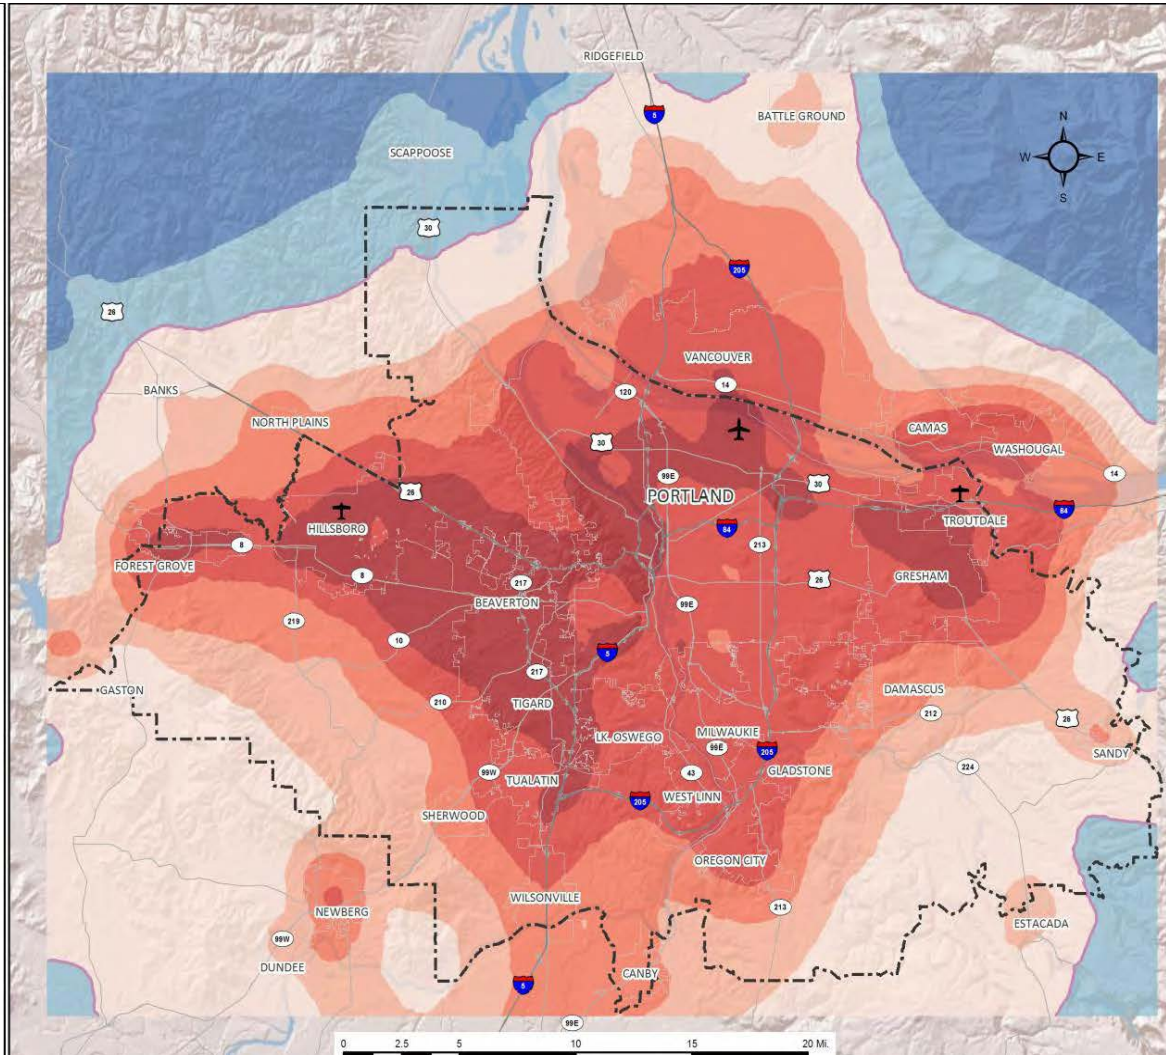 RIDGEFIELD
5
BATTLE GROUND
N
W E
S
SCAPPOOSE
30
205
26
VANCOUVER
14
BANKS
120
NORTH PLAINS
30
CAMAS
WASHOUGAL
14
99E
26
PORTLAND
30
84
HILLSBORO
TROUTDALE
84
8
213
FOREST GROVE
8
217
26
GRESHAM
BEAVERTON
99E
219
10
5
217
GASTON
210
TIGARD
DAMASCUS
212
26
LK. OSWEGO
MILWAUKIE
99E
205
SANDY
99W
TUALATIN
43
GLADSTONE
224
205
WEST LINN
SHERWOOD
OREGON CITY
WILSONVILLE
213
NEWBERG
ESTACADA
99W
DUNDEE
CANBY
5
99E
0 2.5 5 10 15 20 Mi.